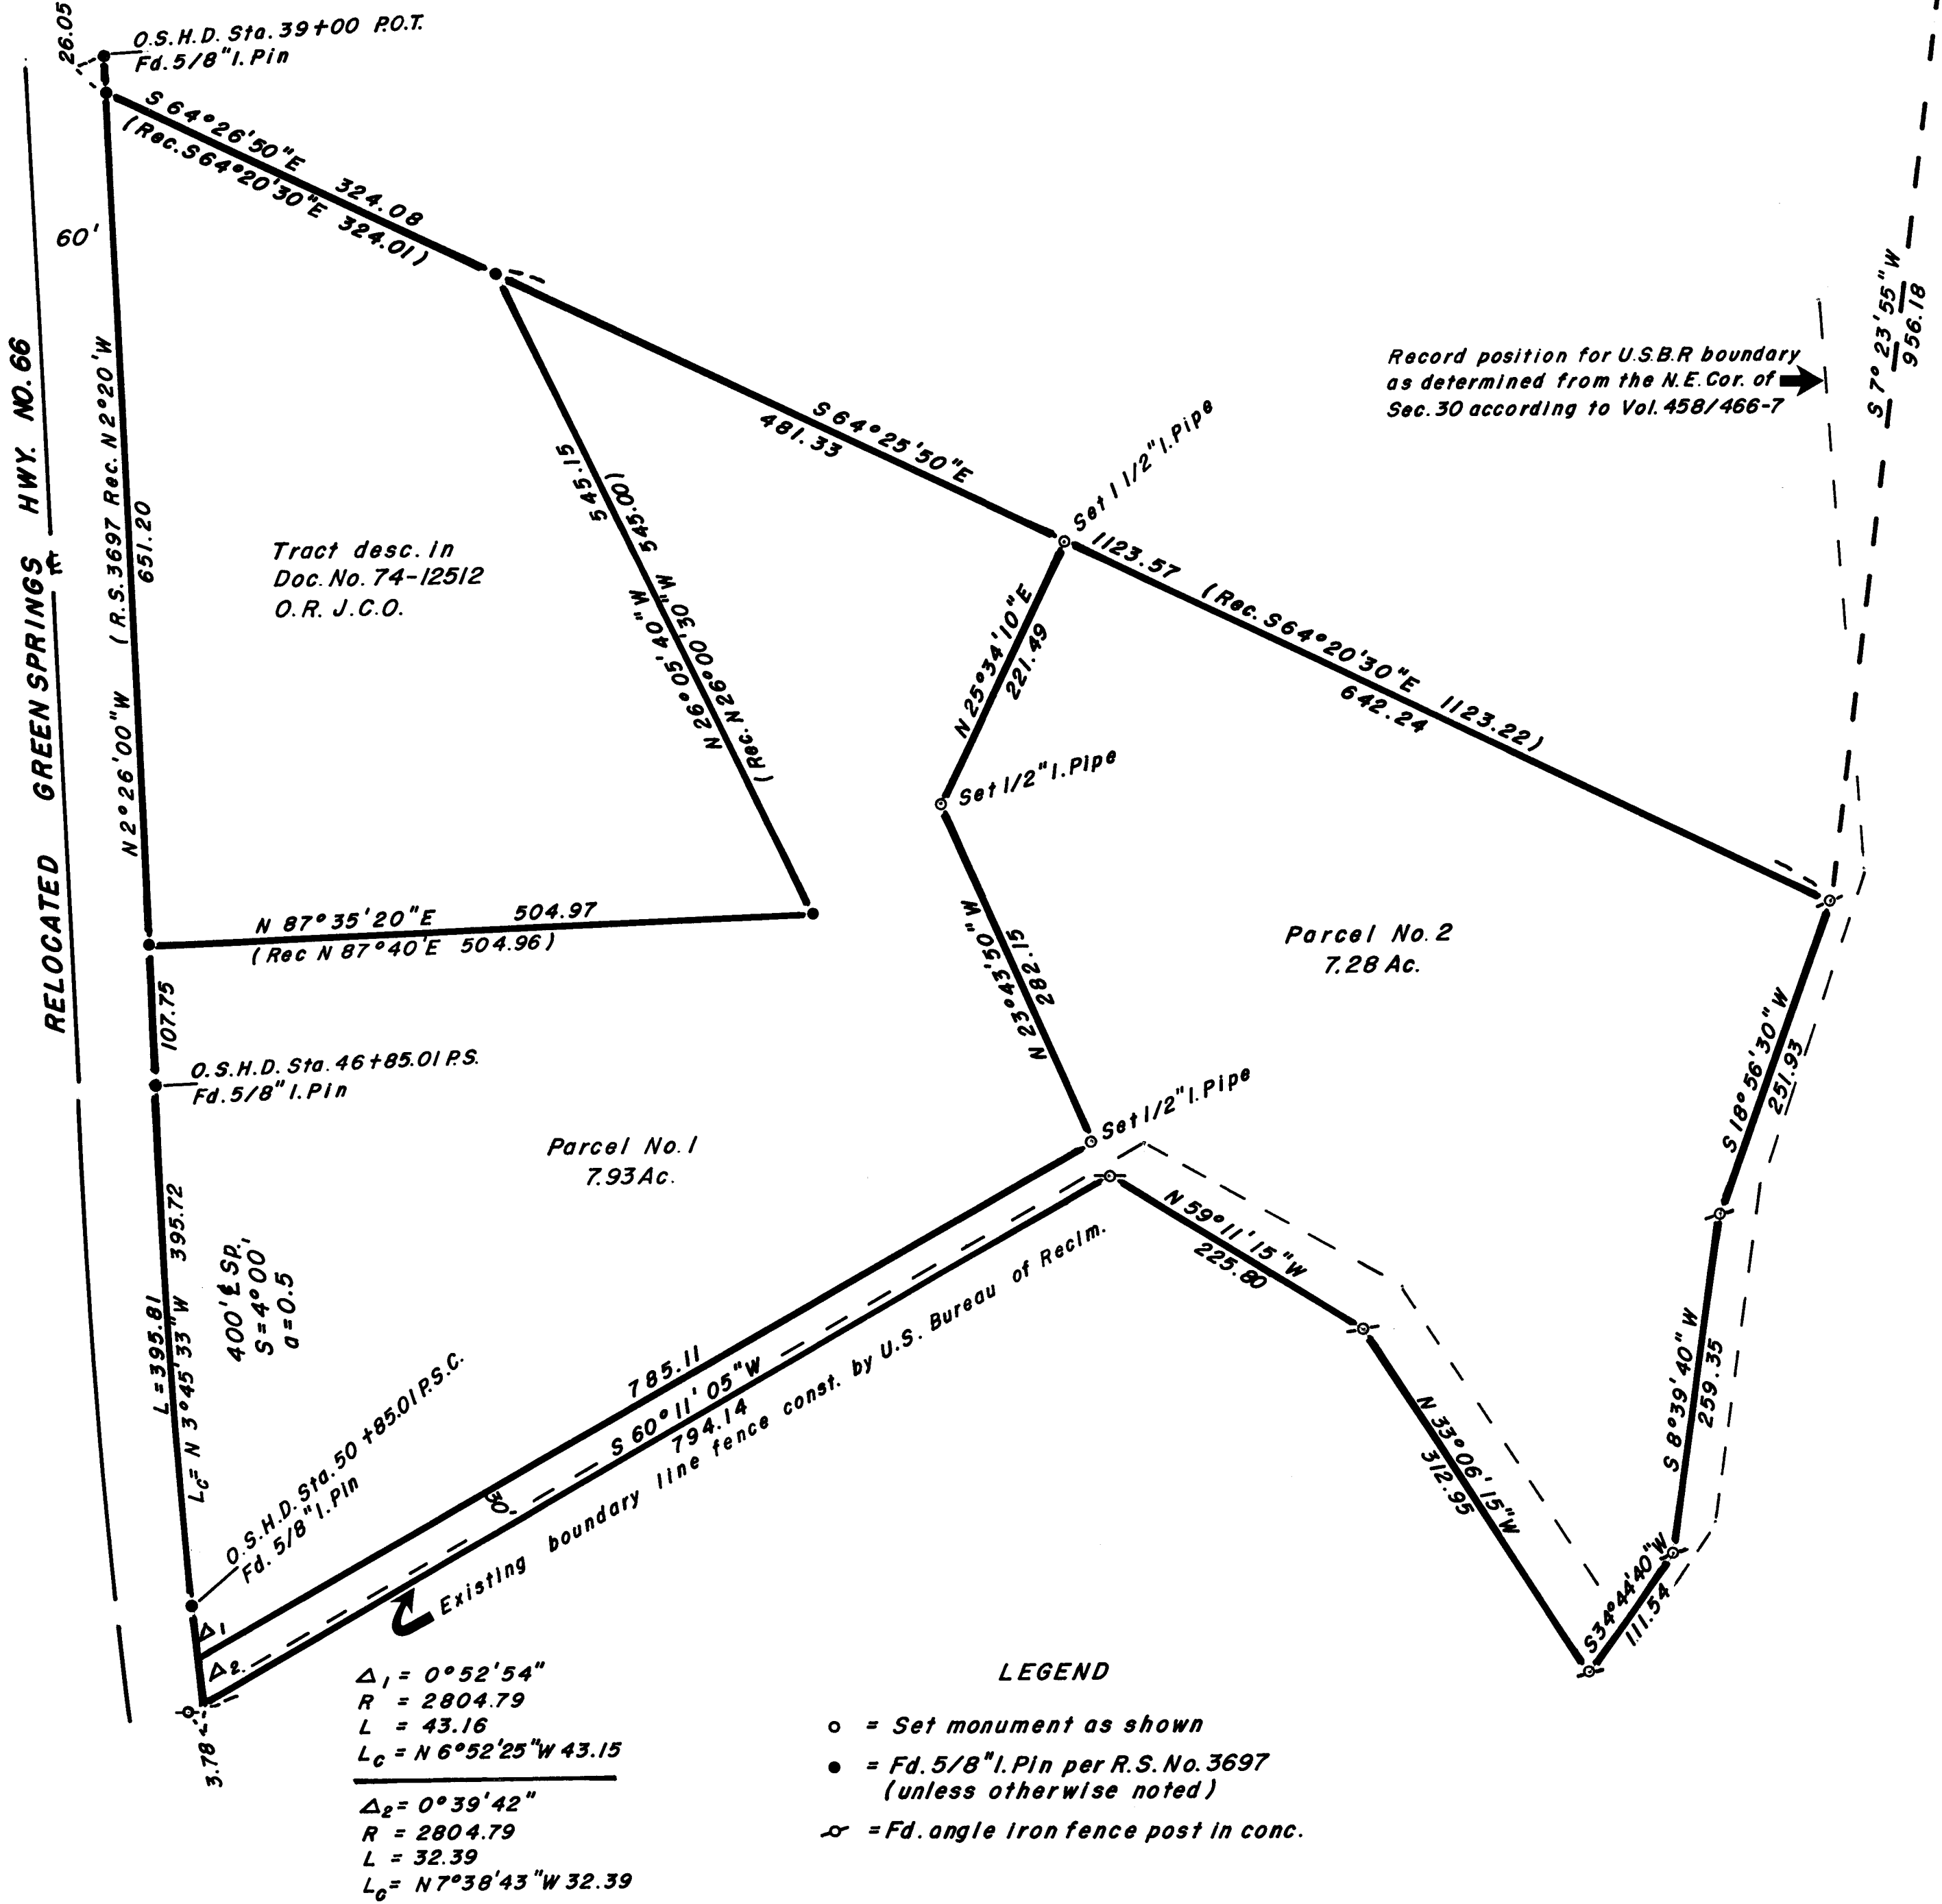 26.05
O.S.H.D. Sta. 39+00 P.O.T.
Fd. 5/8" I. Pin
S 64°26'50"E 324.08
(Rec. S 64°20'30"E 324.01)
60'
RELOCATED GREEN SPRINGS HWY. NO. 66
N 2°26'00"W (R.S. 3697 Rec. N 2°20'W
651.20
Tract desc. in
Doc. No. 74-12512
O.R. J.C.O.
N 26°05'40"W 545.15
(Rec. N 26°00'30"W 545.00)
S 64°25'50"E
481.33
Set 1 1/2" I. Pipe
1123.57 (Rec. S 64°20'30"E 1123.22)
642.24
Record position for U.S.B.R boundary
as determined from the N.E. Cor. of
Sec. 30 according to Vol. 458/466-7
S 7°23'55"W
956.18
N 25°34'10"E
221.49
Set 1/2" I. Pipe
N 87°35'20"E 504.97
(Rec N 87°40'E 504.96)
N 23°43'50"W
282.15
Parcel No. 2
7.28 Ac.
107.75
O.S.H.D. Sta. 46+85.01 P.S.
Fd. 5/8" I. Pin
Set 1/2" I. Pipe
S 18°56'30"W
251.93
Parcel No. 1
7.93 Ac.
L = 395.81
Lc = N 3°45'33"W 395.72
400' ℄ Sp.,
S = 4°00
a = 0.5
N 59°11'15"W
225.80
S 8°39'40"W
259.35
N 33°06'15"W
312.95
S 34°44'40"W
111.54
O.S.H.D. Sta. 50+85.01 P.S.C.
Fd. 5/8" I. Pin
785.11
S 60°11'05"W
794.14
30'
Existing boundary line fence const. by U.S. Bureau of Reclm.
Δ1
Δ2
3.78
Δ1 = 0°52'54"
R = 2804.79
L = 43.16
Lc = N 6°52'25"W 43.15
Δ2 = 0°39'42"
R = 2804.79
L = 32.39
Lc = N 7°38'43"W 32.39
LEGEND
= Set monument as shown
= Fd. 5/8" I. Pin per R.S. No. 3697
(unless otherwise noted)
= Fd. angle iron fence post in conc.